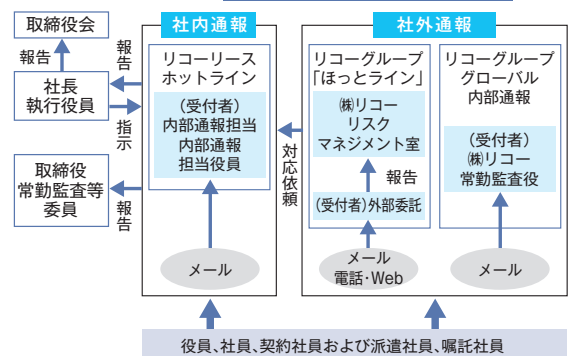 社内通報
社外通報
取締役会
報告
社長
執行役員
報告
指示
取締役
常勤監査等
委員
報告
リコーリース
ホットライン
(受付者)
内部通報担当
内部通報
担当役員
メール
対応依頼
リコーグループ
「ほっとライン」
㈱リコー
リスク
マネジメント室
報告
(受付者)外部委託
メール
電話・Web
リコーグループ
グローバル
内部通報
(受付者)
㈱リコー
常勤監査役
メール
役員、社員、契約社員および派遣社員、嘱託社員